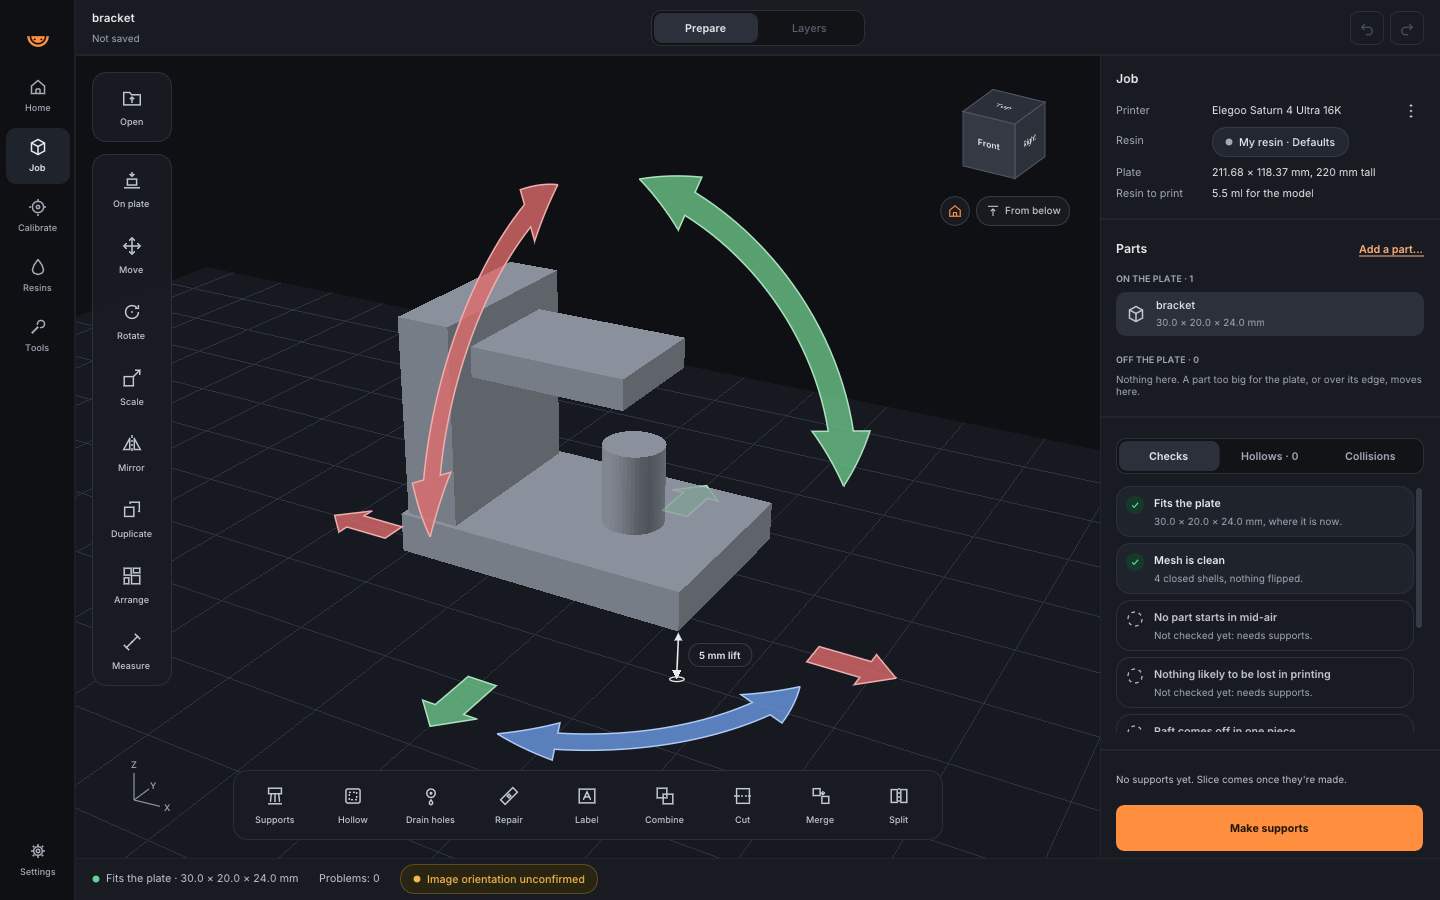 bracket
Not saved
Prepare
Layers
Home
Job
Calibrate
Resins
Tools
Settings
Open
On plate
Move
Rotate
Scale
Mirror
Duplicate
Arrange
Measure
Top
Front
Right
From below
5 mm lift
Z
Y
X
Supports
Hollow
Drain holes
Repair
Label
Combine
Cut
Merge
Split
Job
Printer
Elegoo Saturn 4 Ultra 16K
Resin
My resin · Defaults
Plate
211.68 × 118.37 mm, 220 mm tall
Resin to print
5.5 ml for the model
Parts
Add a part...
ON THE PLATE · 1
bracket
30.0 × 20.0 × 24.0 mm
OFF THE PLATE · 0
Nothing here. A part too big for the plate, or over its edge, moves
here.
Checks
Hollows · 0
Collisions
Fits the plate
30.0 × 20.0 × 24.0 mm, where it is now.
Mesh is clean
4 closed shells, nothing flipped.
No part starts in mid-air
Not checked yet: needs supports.
Nothing likely to be lost in printing
Not checked yet: needs supports.
Raft comes off in one piece
No supports yet. Slice comes once they're made.
Make supports
Fits the plate · 30.0 × 20.0 × 24.0 mm
Problems: 0
Image orientation unconfirmed